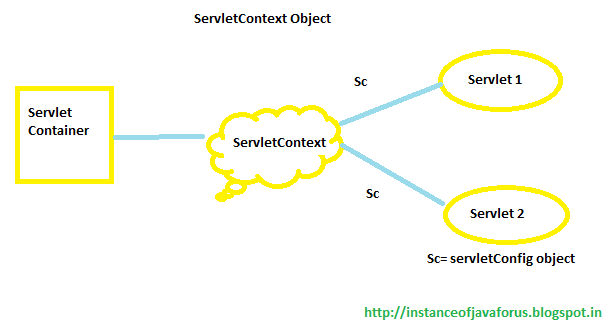 ServletContext Object
Sc
Servlet 1
Servlet
Container
ServletContext
Sc
Servlet 2
Sc= servletConfig object
http://instanceofjavaforus.blogspot.in